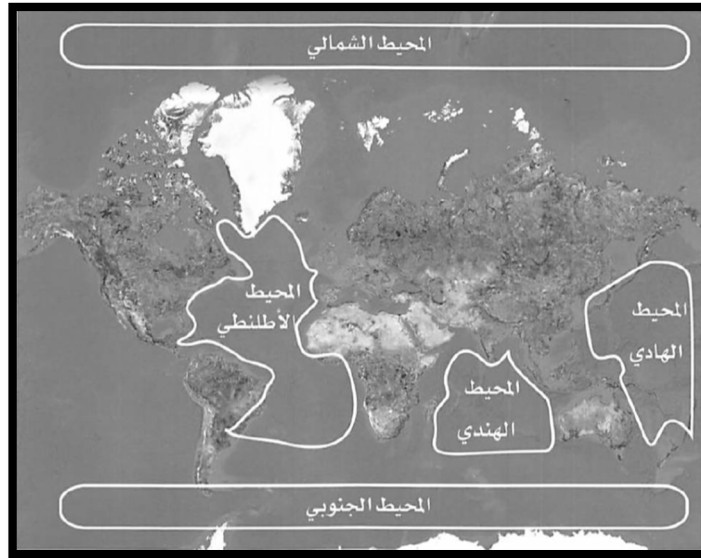 المحيط الشمالي
المحيط
الأطلنطي
المحيط
الهادي
المحيط
الهندي
المحيط الجنوبي